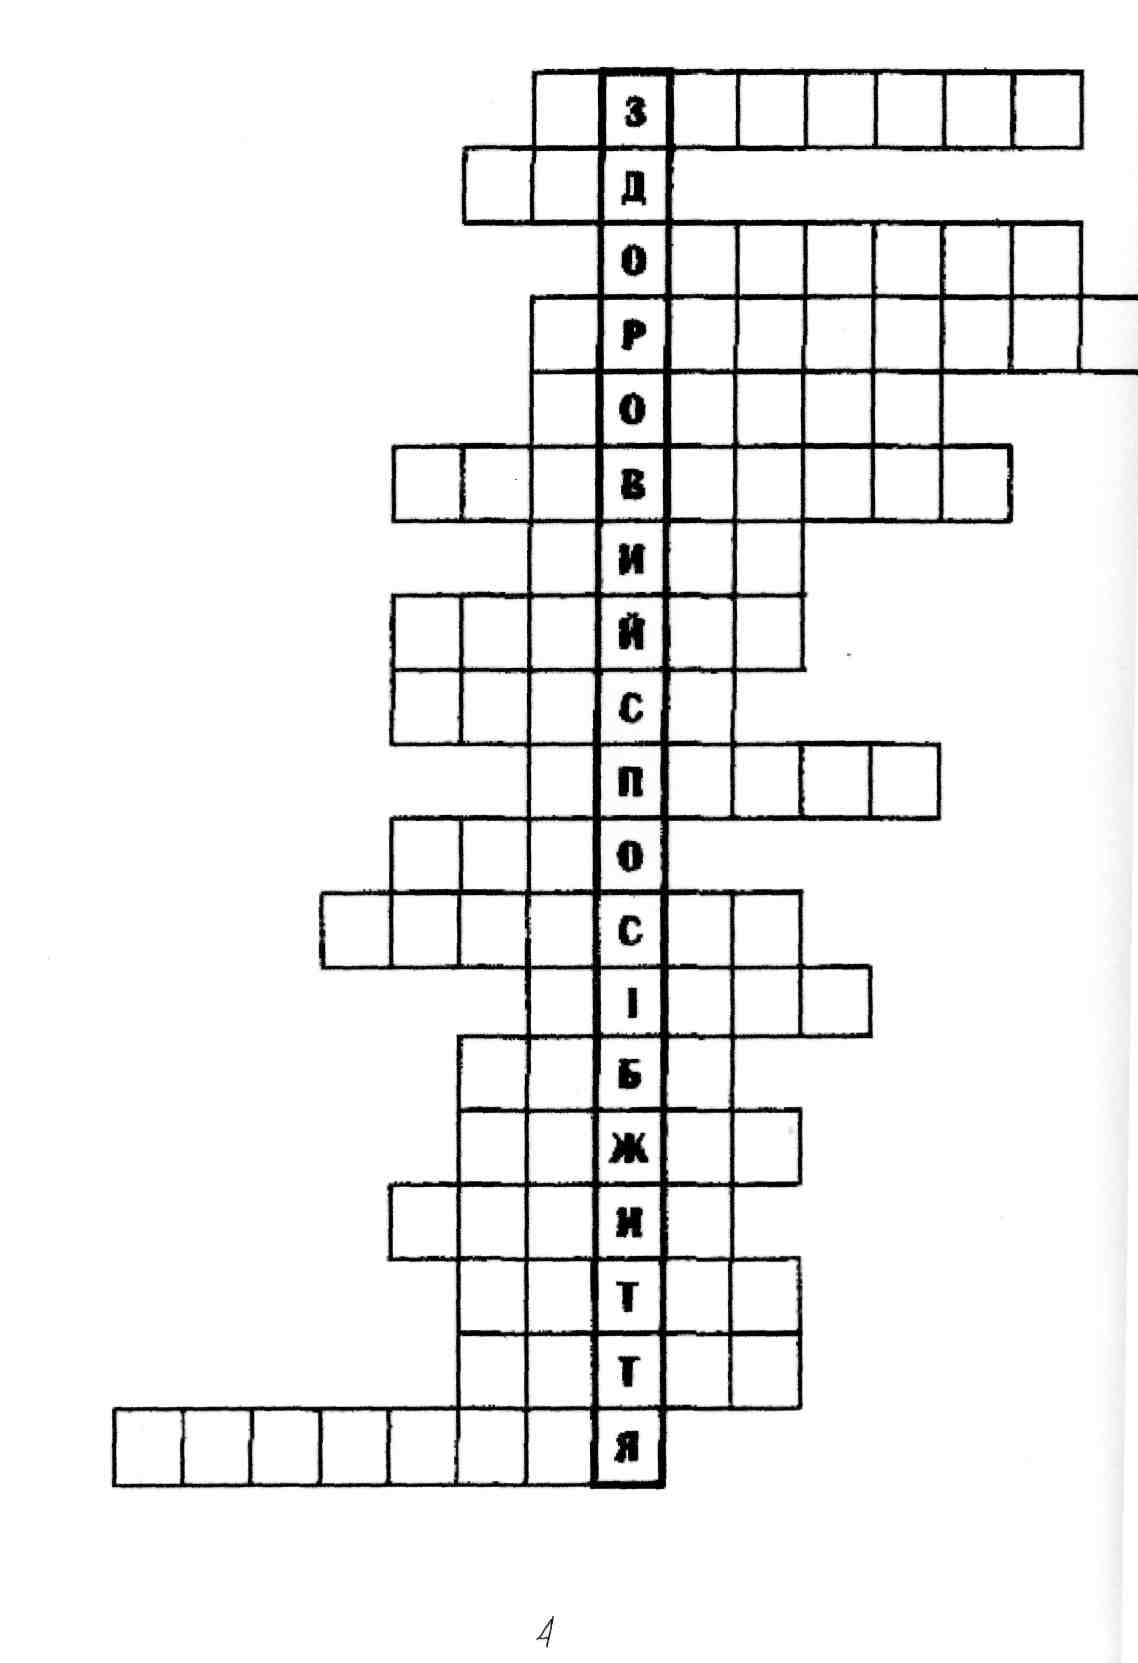 З
Д
О
Р
О
В
И
Й
С
П
О
С
І
Б
Ж
И
Т
Т
Я
4